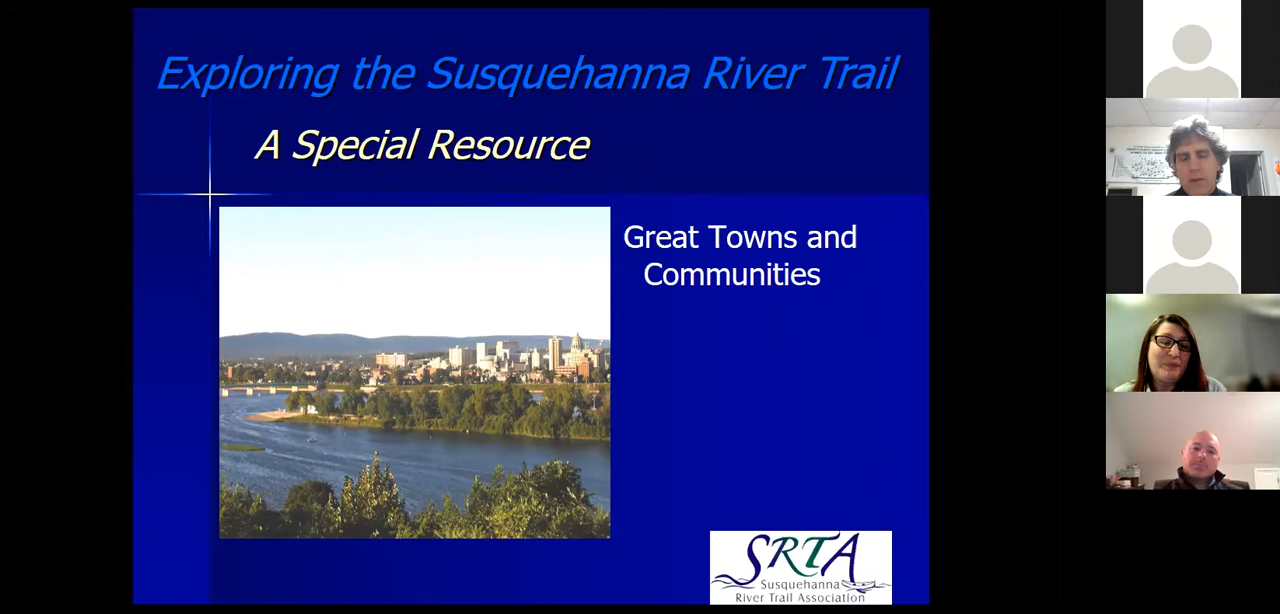 Exploring the Susquehanna River Trail
A Special Resource
Great Towns and
Communities
SRTA
Susquehanna
River Trail Association